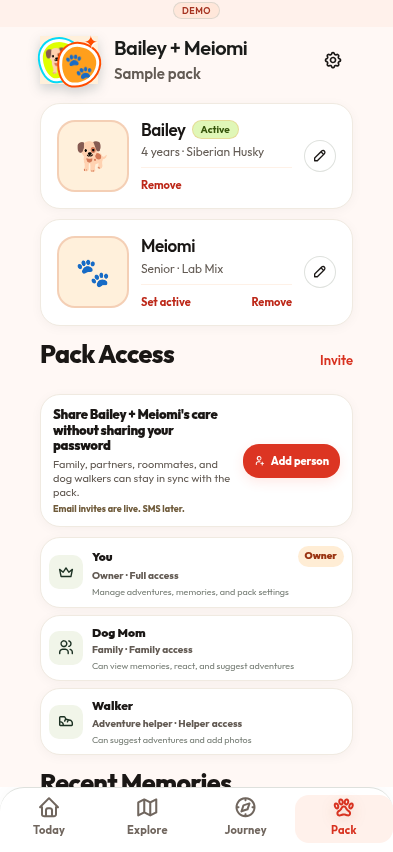 DEMO
Bailey + Meiomi
Sample pack
Bailey Active
4 years · Siberian Husky
Remove
Meiomi
Senior · Lab Mix
Set active Remove
Pack Access
Invite
Share Bailey + Meiomi's care
without sharing your
password
Family, partners, roommates, and
dog walkers can stay in sync with the
pack.
Email invites are live. SMS later.
Add person
You
Owner
Owner · Full access
Manage adventures, memories, and pack settings
Dog Mom
Family · Family access
Can view memories, react, and suggest adventures
Walker
Adventure helper · Helper access
Can suggest adventures and add photos
Recent Memories
Today Explore Journey Pack